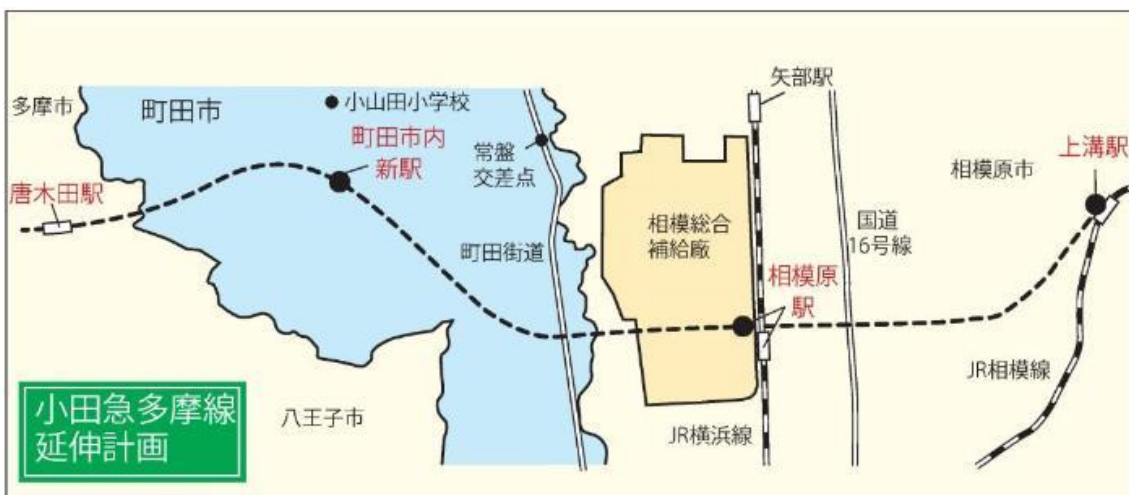 多摩市
町田市
小山田小学校
町田市内
新駅
唐木田駅
常盤
交差点
町田街道
矢部駅
相模総合
補給廠
相模原
駅
国道
16号線
相模原市
上溝駅
JR相模線
JR横浜線
八王子市
小田急多摩線
延伸計画